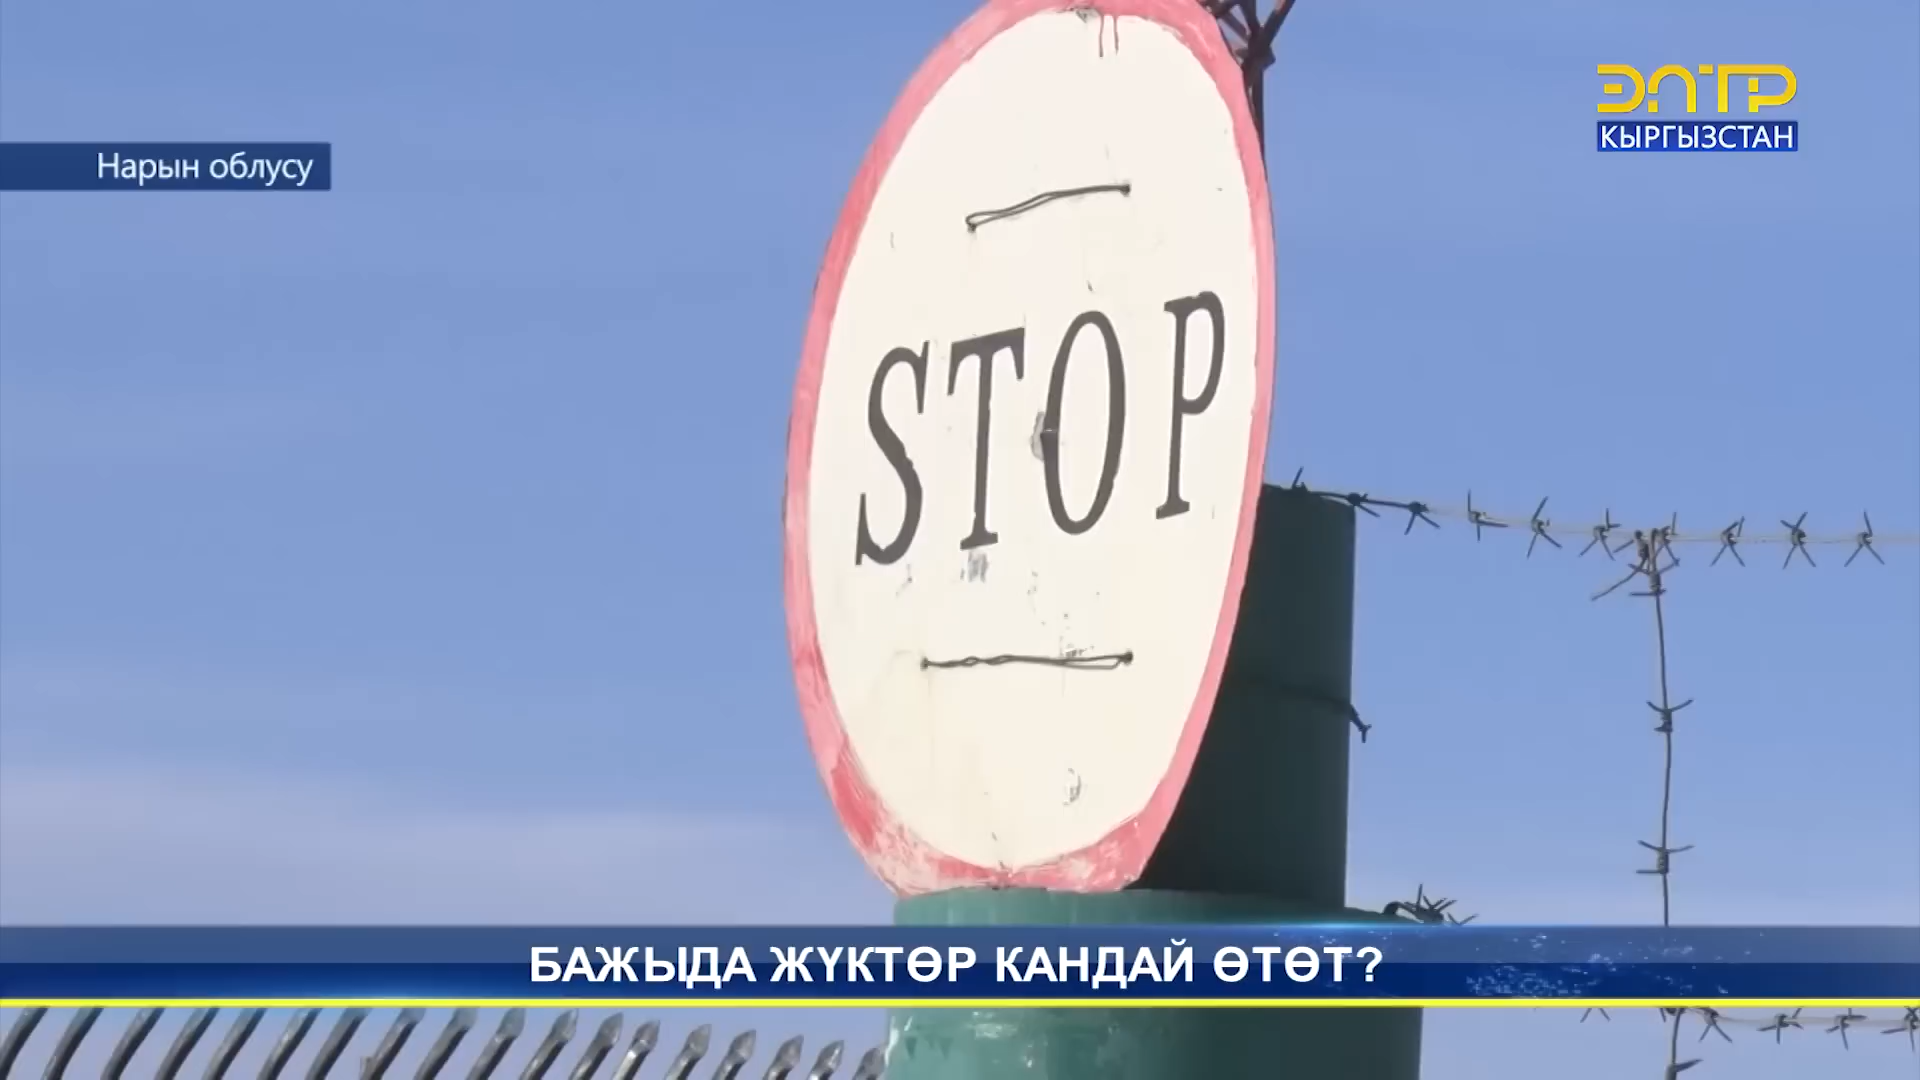 ЭЛТР
КЫРГЫЗСТАН
Нарын облусу
STOP
БАЖЫДА ЖҮКТӨР КАНДАЙ ӨТӨТ?